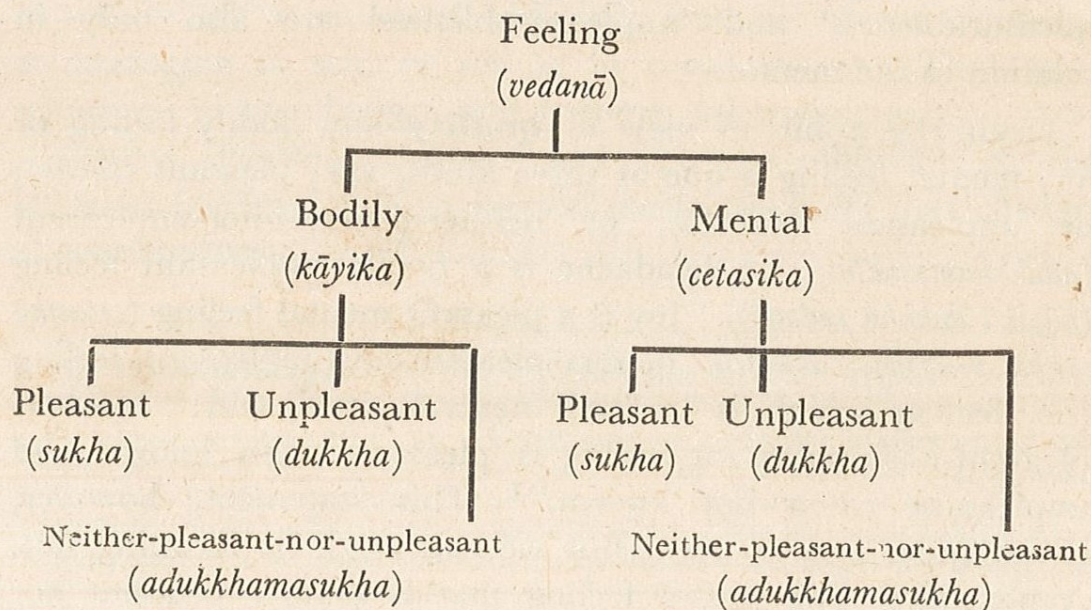 Feeling
(vedanā)
Bodily
(kāyika)
Mental
(cetasika)
Pleasant
(sukha)
Unpleasant
(dukkha)
Neither-pleasant-nor-unpleasant
(adukkhamasukha)
Pleasant
(sukha)
Unpleasant
(dukkha)
Neither-pleasant-nor-unpleasant
(adukkhamasukha)